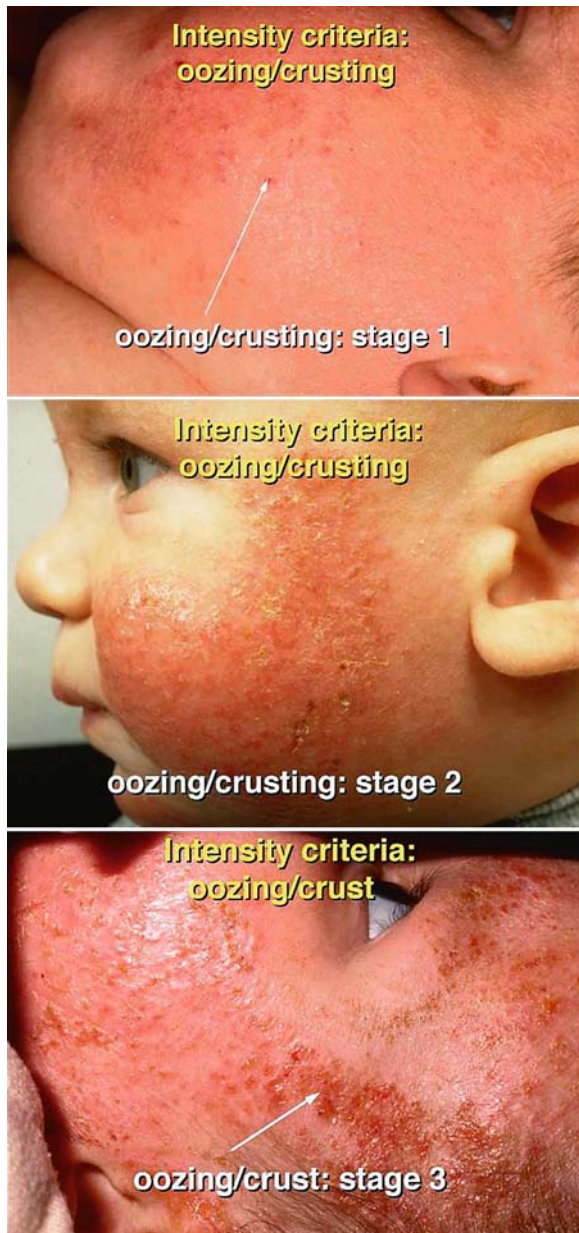 Intensity criteria:
oozing/crusting
oozing/crusting: stage 1
Intensity criteria:
oozing/crusting
oozing/crusting: stage 2
Intensity criteria:
oozing/crust
oozing/crust: stage 3